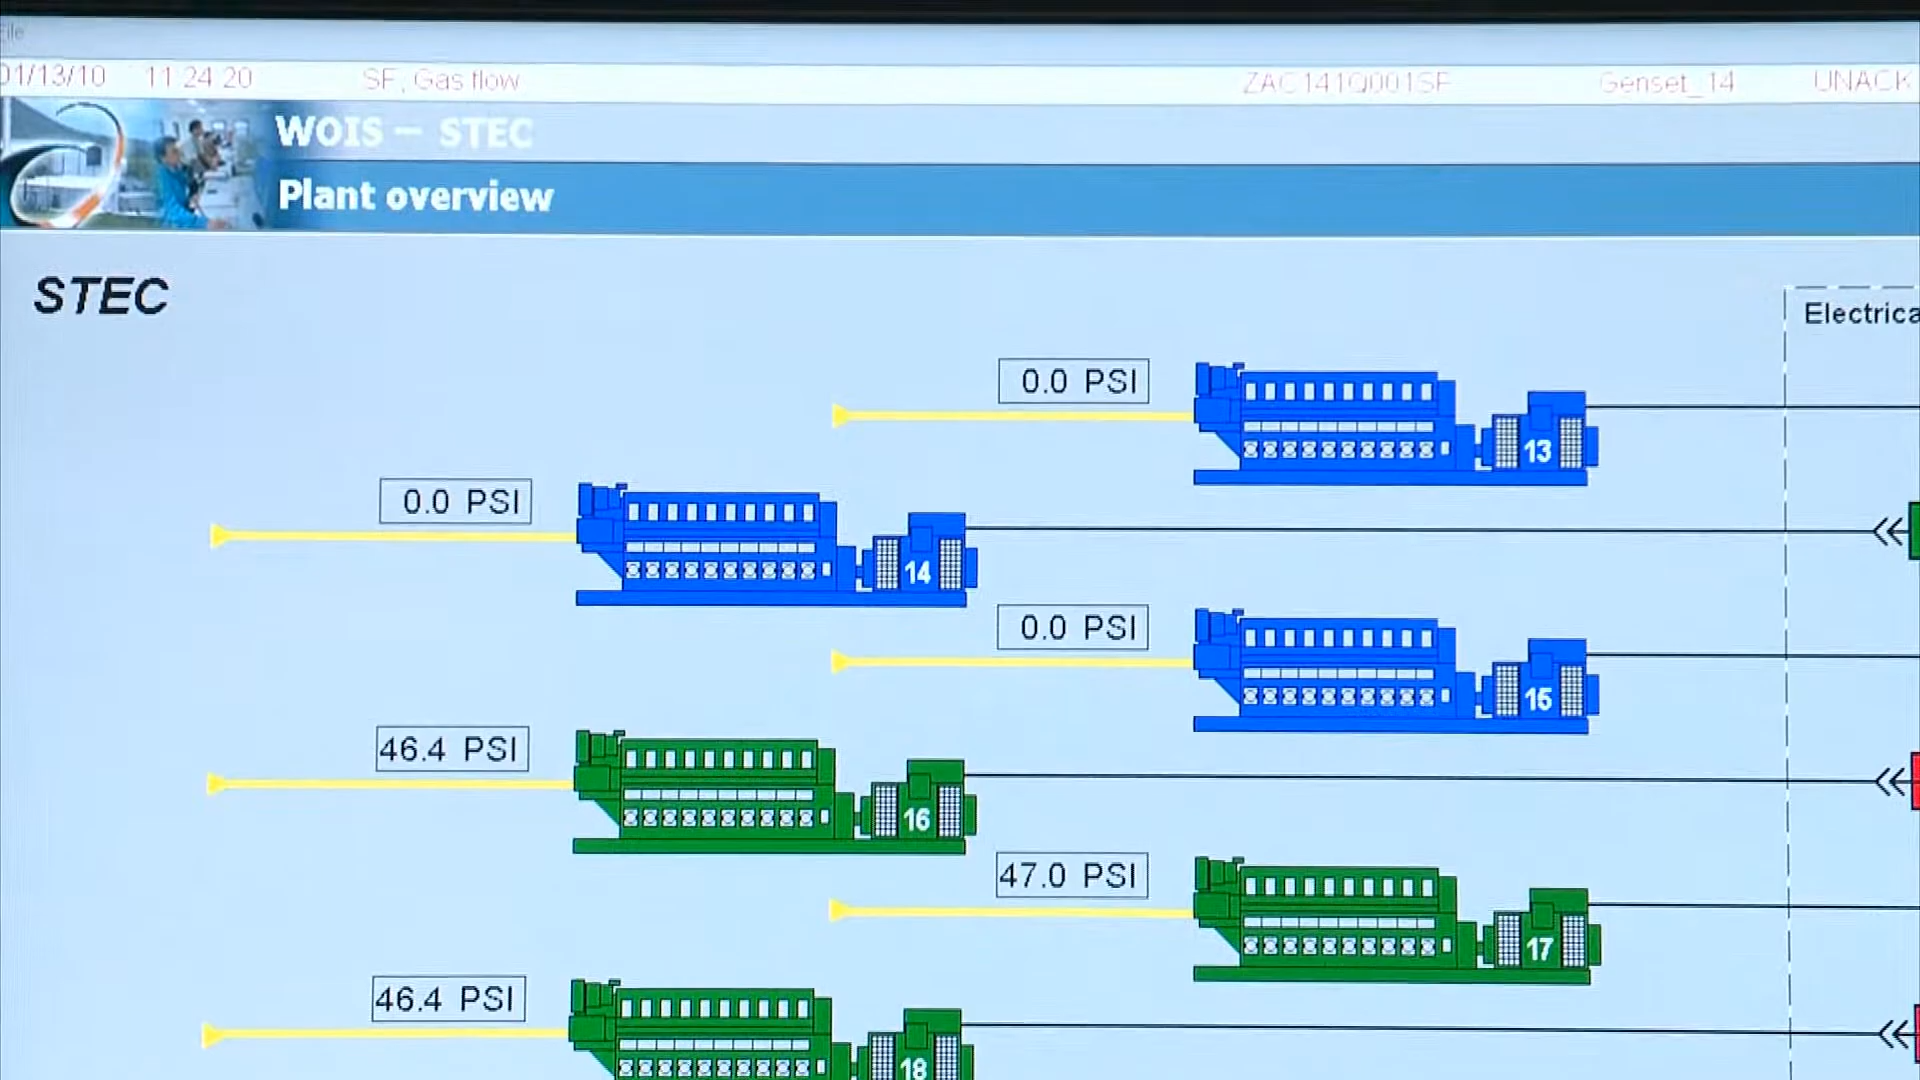 File
01/13/10 11:24:20 SF, Gas flow ZAC141Q001SF Genset_14 UNACK
WOIS – STEC
Plant overview
STEC
Electrica
0.0 PSI
13
0.0 PSI
14
0.0 PSI
15
46.4 PSI
16
47.0 PSI
17
46.4 PSI
18